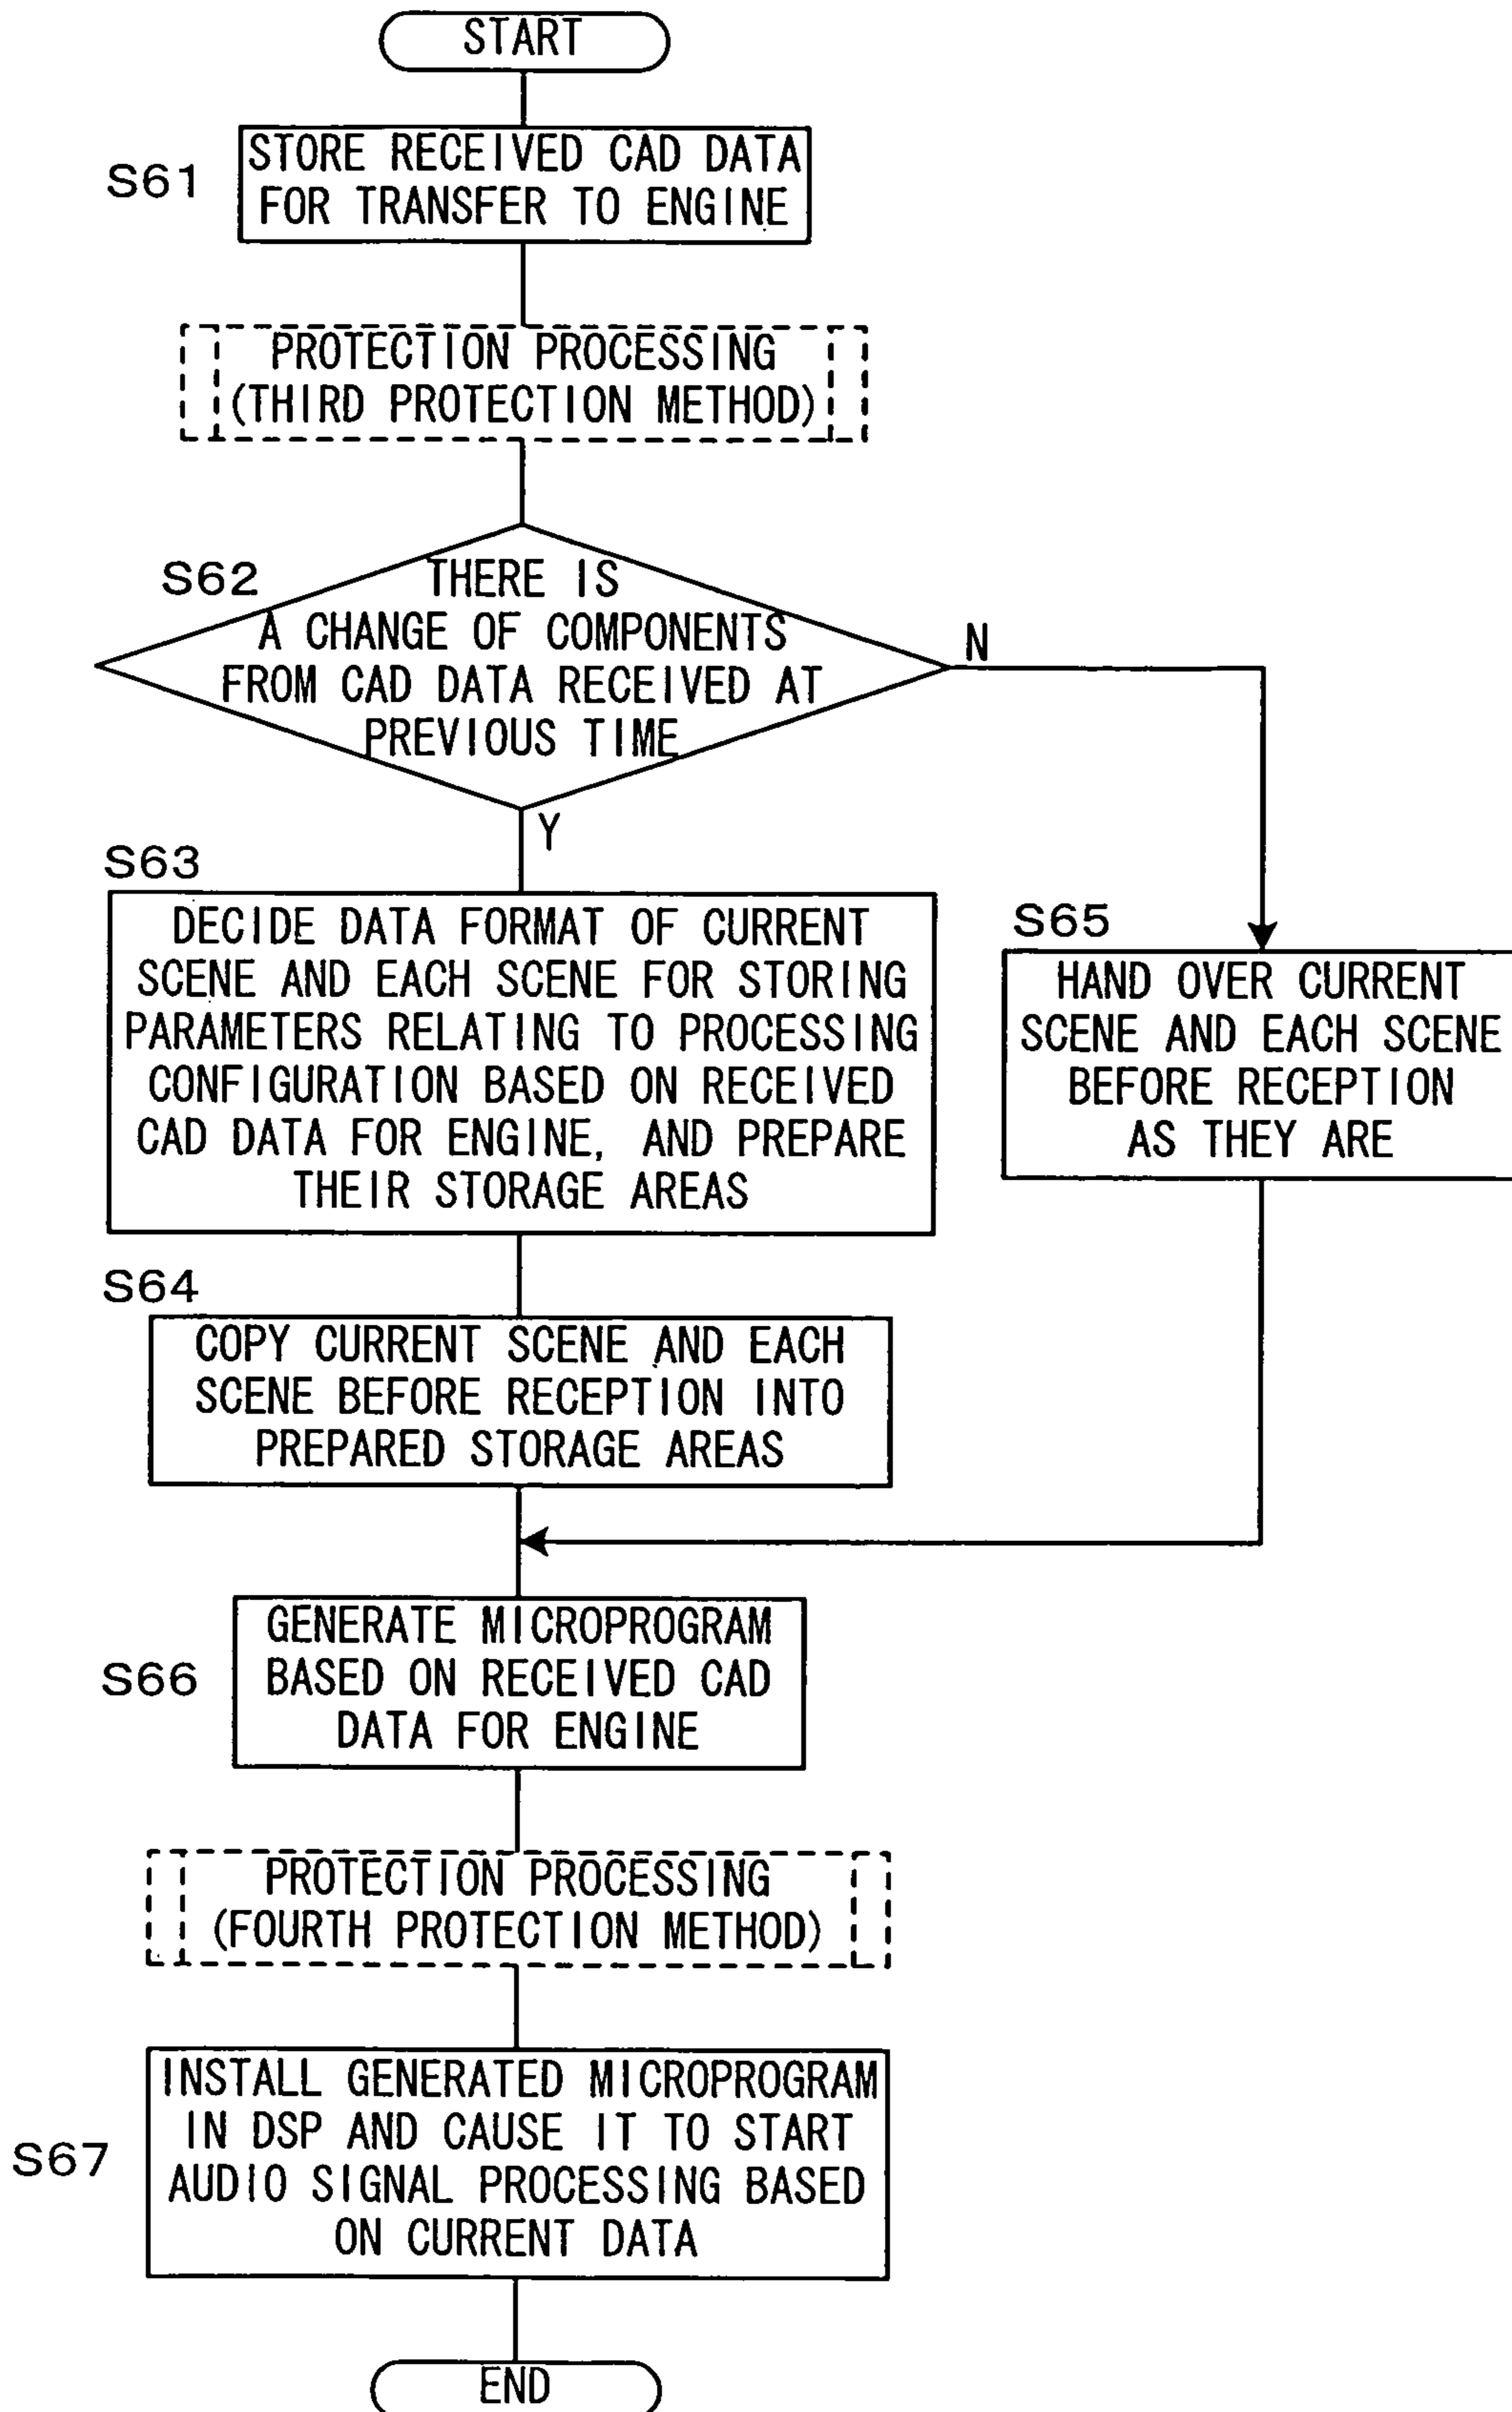 START
S61
STORE RECEIVED CAD DATA
FOR TRANSFER TO ENGINE
PROTECTION PROCESSING
(THIRD PROTECTION METHOD)
S62
THERE IS
A CHANGE OF COMPONENTS
FROM CAD DATA RECEIVED AT
PREVIOUS TIME
N
Y
S63
DECIDE DATA FORMAT OF CURRENT
SCENE AND EACH SCENE FOR STORING
PARAMETERS RELATING TO PROCESSING
CONFIGURATION BASED ON RECEIVED
CAD DATA FOR ENGINE, AND PREPARE
THEIR STORAGE AREAS
S65
HAND OVER CURRENT
SCENE AND EACH SCENE
BEFORE RECEPTION
AS THEY ARE
S64
COPY CURRENT SCENE AND EACH
SCENE BEFORE RECEPTION INTO
PREPARED STORAGE AREAS
S66
GENERATE MICROPROGRAM
BASED ON RECEIVED CAD
DATA FOR ENGINE
PROTECTION PROCESSING
(FOURTH PROTECTION METHOD)
S67
INSTALL GENERATED MICROPROGRAM
IN DSP AND CAUSE IT TO START
AUDIO SIGNAL PROCESSING BASED
ON CURRENT DATA
END